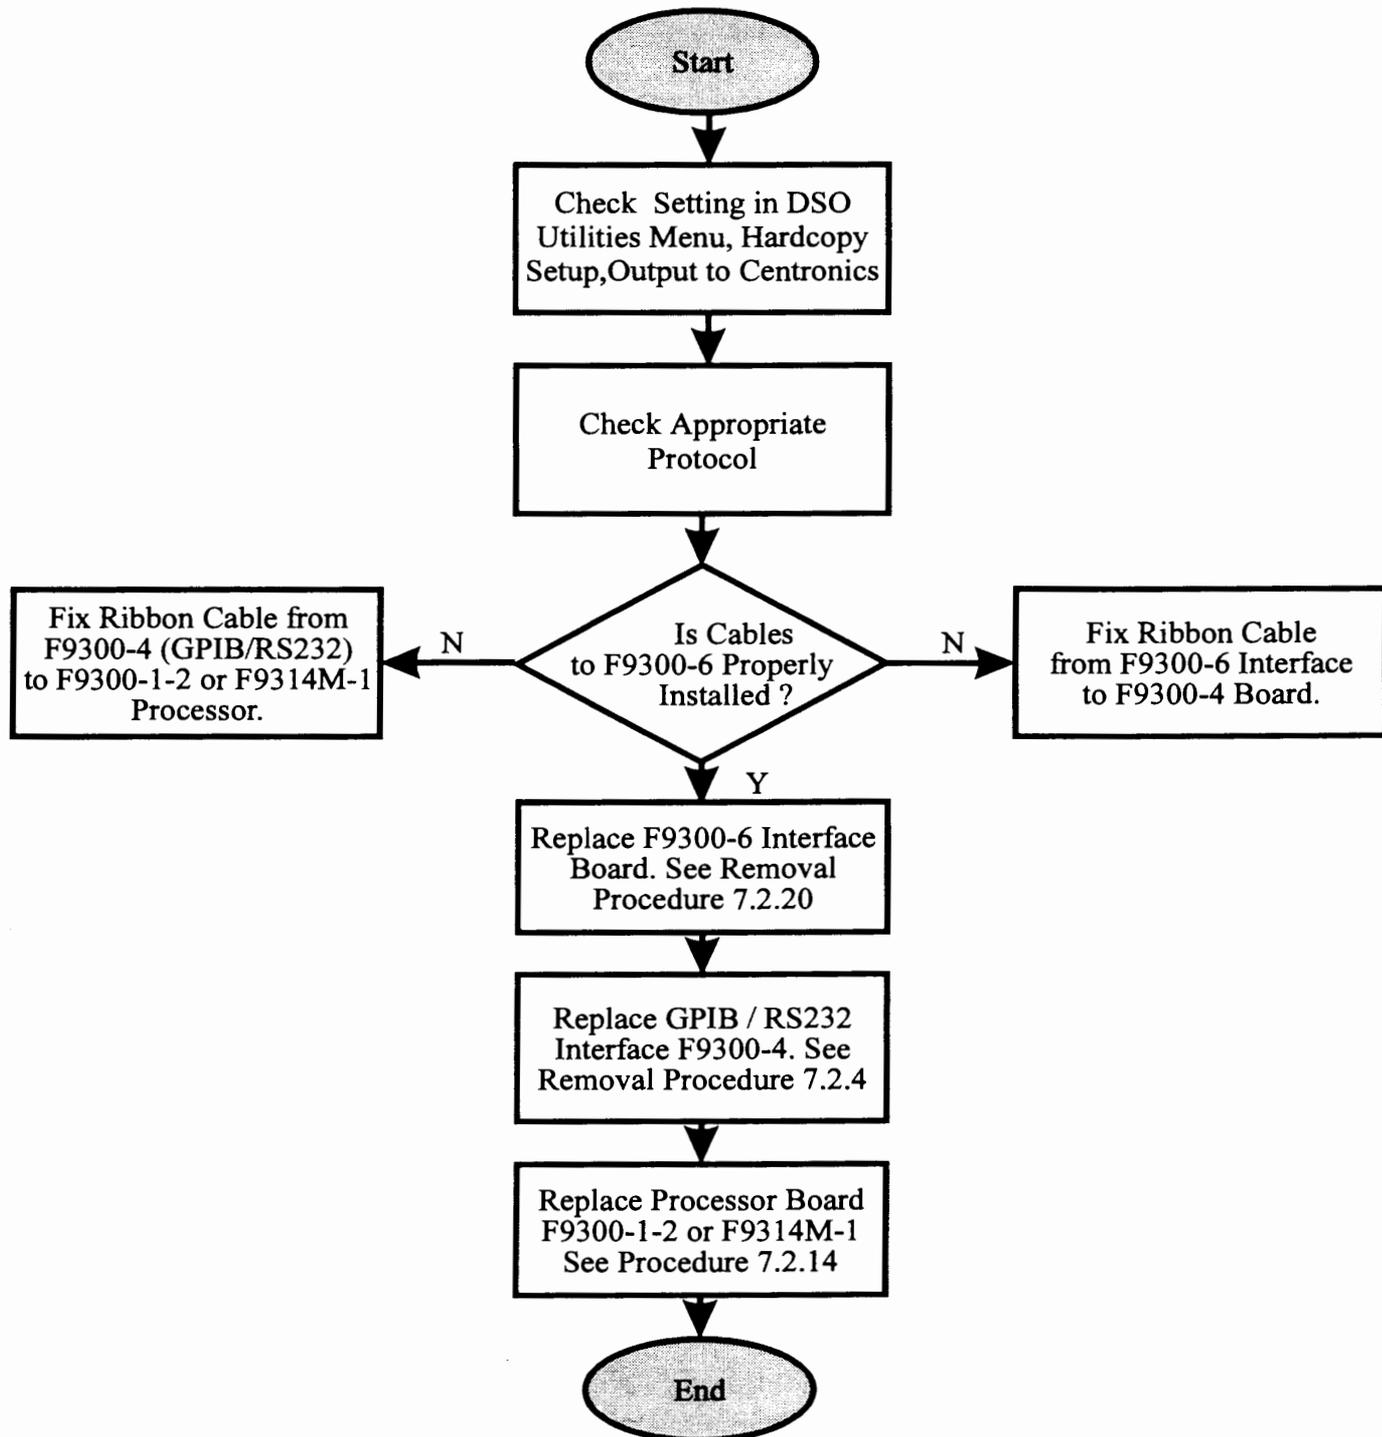 Start
Check Setting in DSO
Utilities Menu, Hardcopy
Setup,Output to Centronics
Check Appropriate
Protocol
Fix Ribbon Cable from
F9300-4 (GPIB/RS232)
to F9300-1-2 or F9314M-1
Processor.
N
Is Cables
to F9300-6 Properly
Installed ?
N
Fix Ribbon Cable
from F9300-6 Interface
to F9300-4 Board.
Y
Replace F9300-6 Interface
Board. See Removal
Procedure 7.2.20
Replace GPIB / RS232
Interface F9300-4. See
Removal Procedure 7.2.4
Replace Processor Board
F9300-1-2 or F9314M-1
See Procedure 7.2.14
End